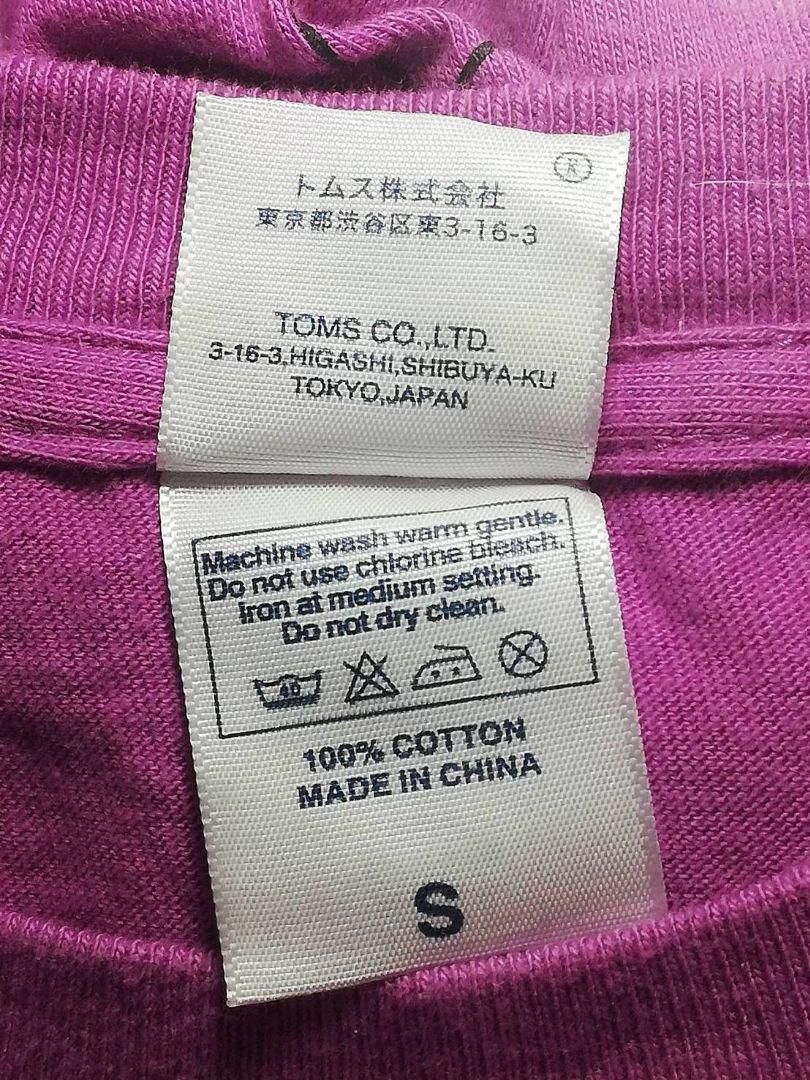 ®
トムス株式会社
東京都渋谷区東3-16-3
TOMS CO.,LTD.
3-16-3,HIGASHI,SHIBUYA-KU
TOKYO,JAPAN
Machine wash warm gentle.
Do not use chlorine bleach.
Iron at medium setting.
Do not dry clean.
40
100% COTTON
MADE IN CHINA
S